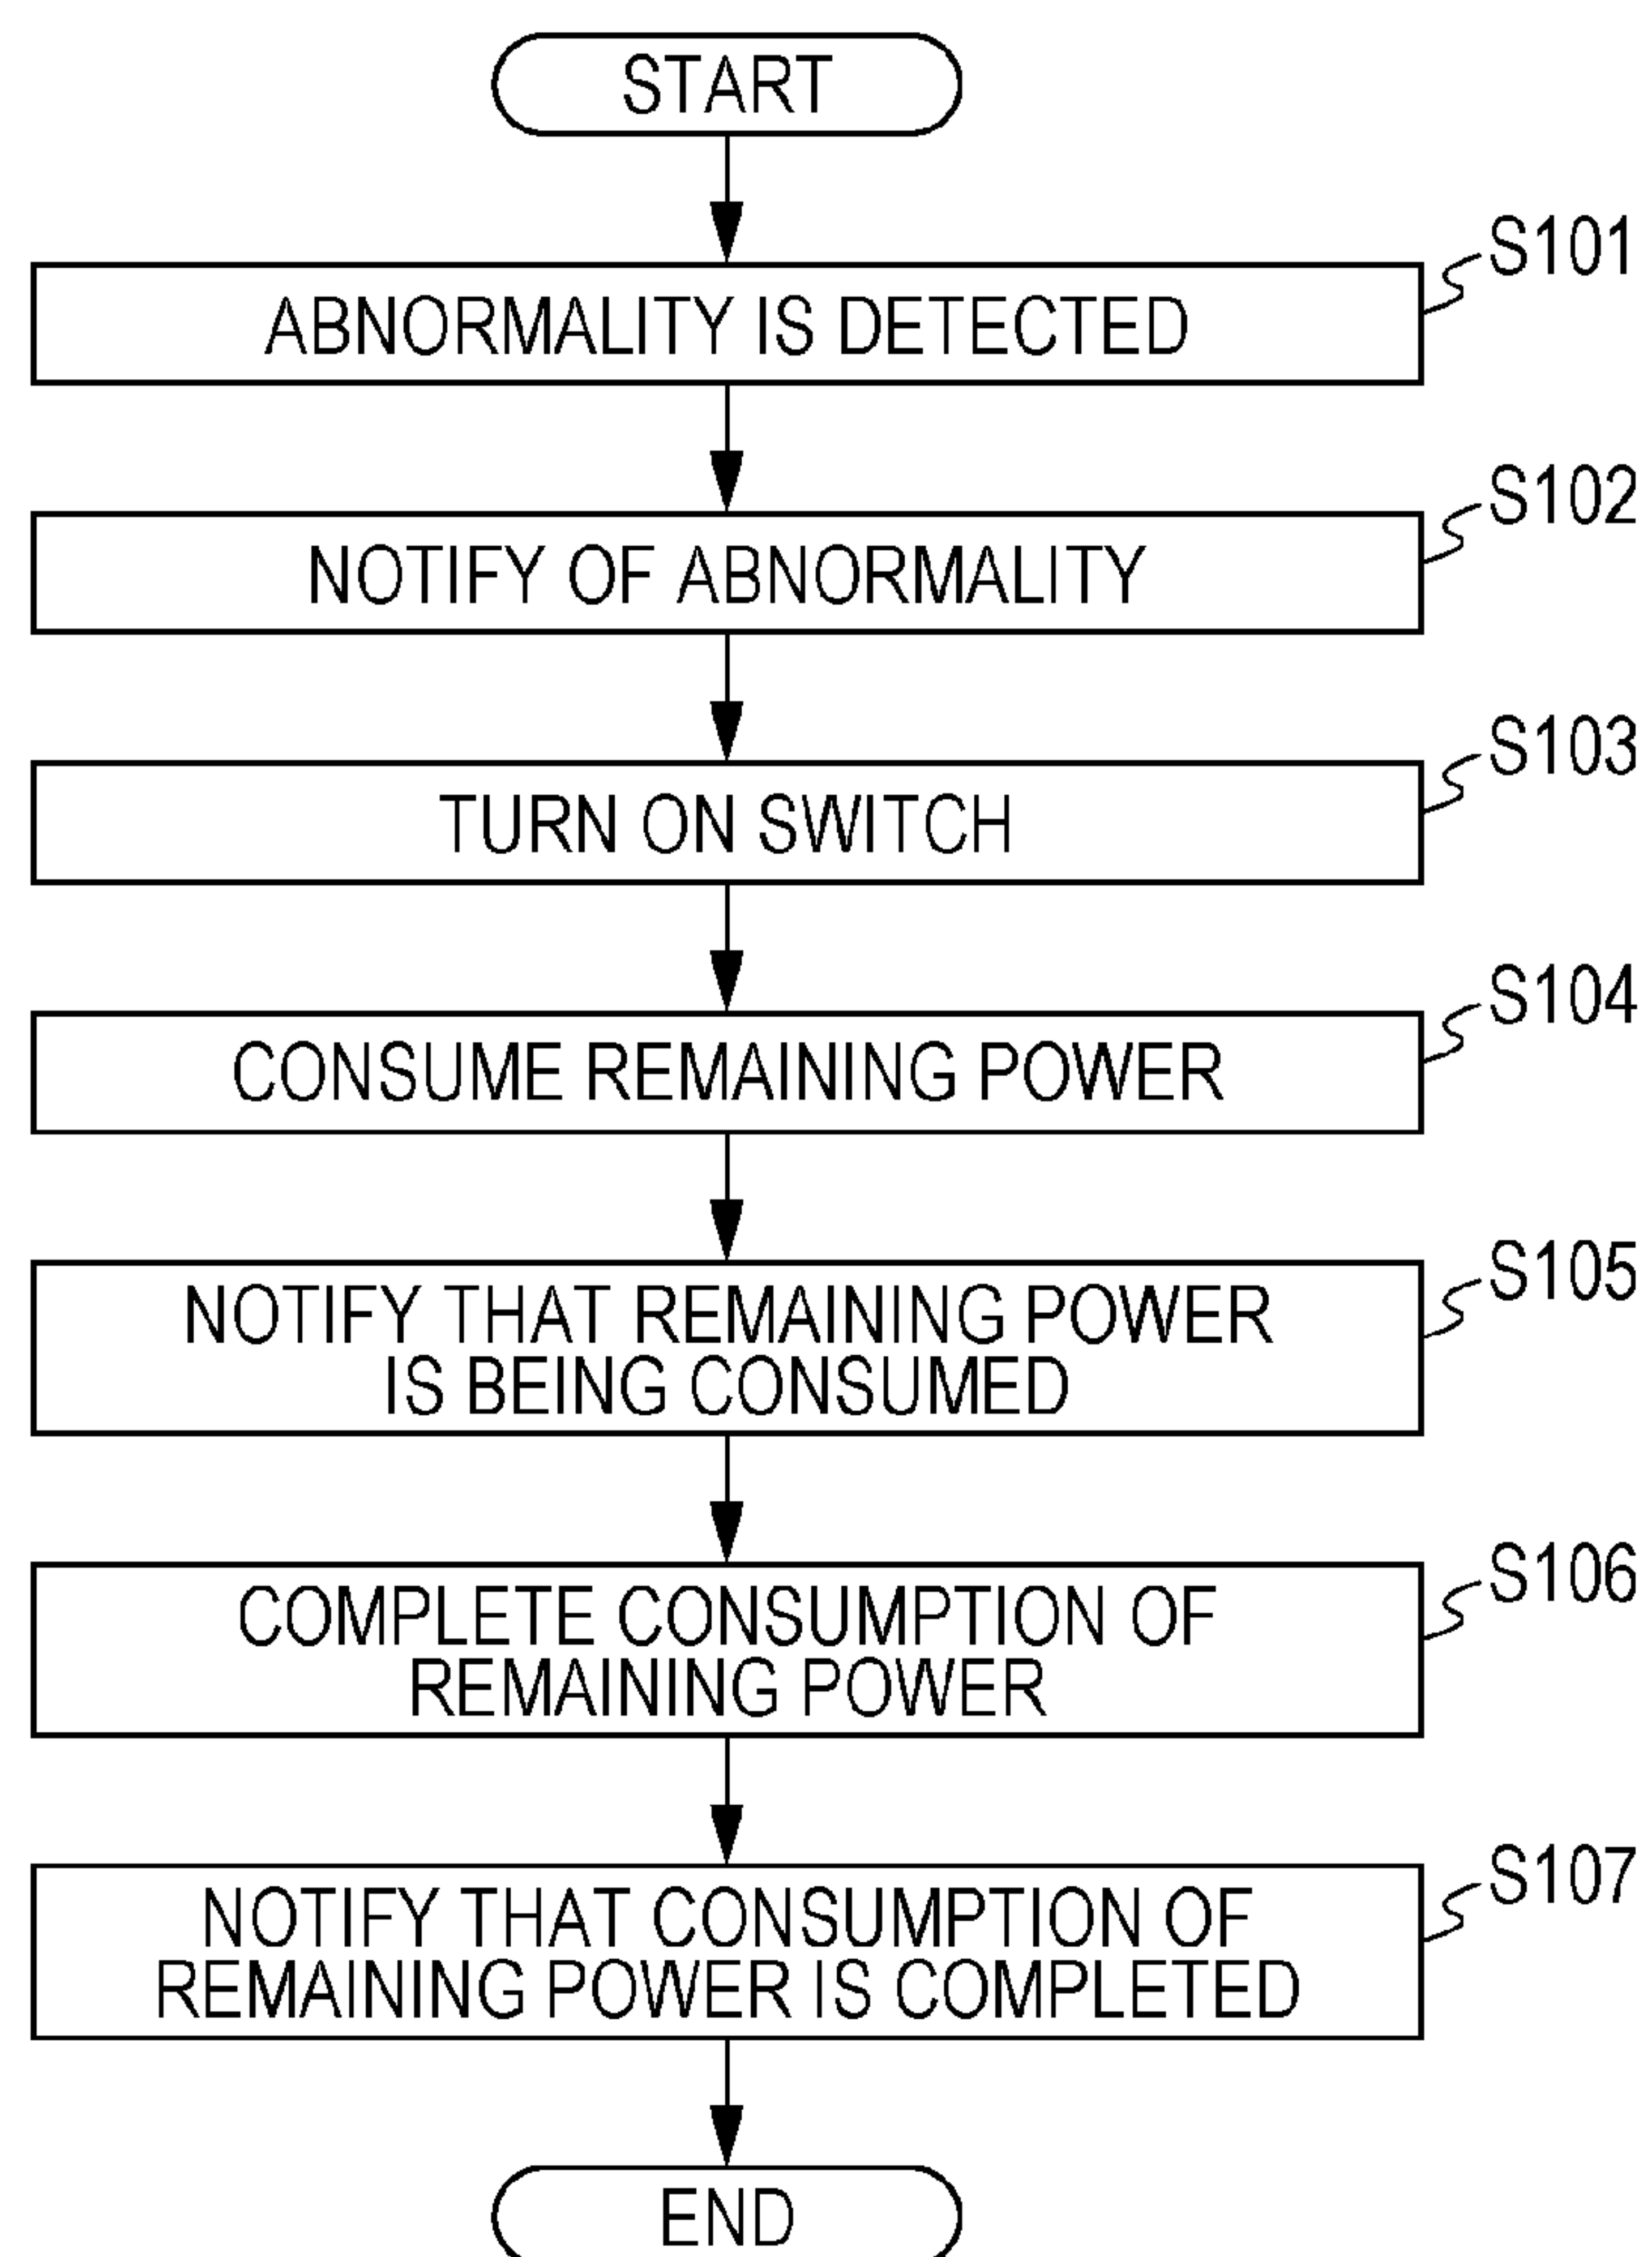 START
S101
ABNORMALITY IS DETECTED
S102
NOTIFY OF ABNORMALITY
S103
TURN ON SWITCH
S104
CONSUME REMAINING POWER
S105
NOTIFY THAT REMAINING POWER
IS BEING CONSUMED
S106
COMPLETE CONSUMPTION OF
REMAINING POWER
S107
NOTIFY THAT CONSUMPTION OF
REMAINING POWER IS COMPLETED
END